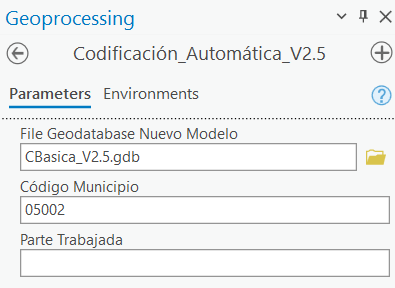 Geoprocessing
Codificación_Automática_V2.5
Parameters Environments
File Geodatabase Nuevo Modelo
CBasica_V2.5.gdb
Código Municipio
05002
Parte Trabajada